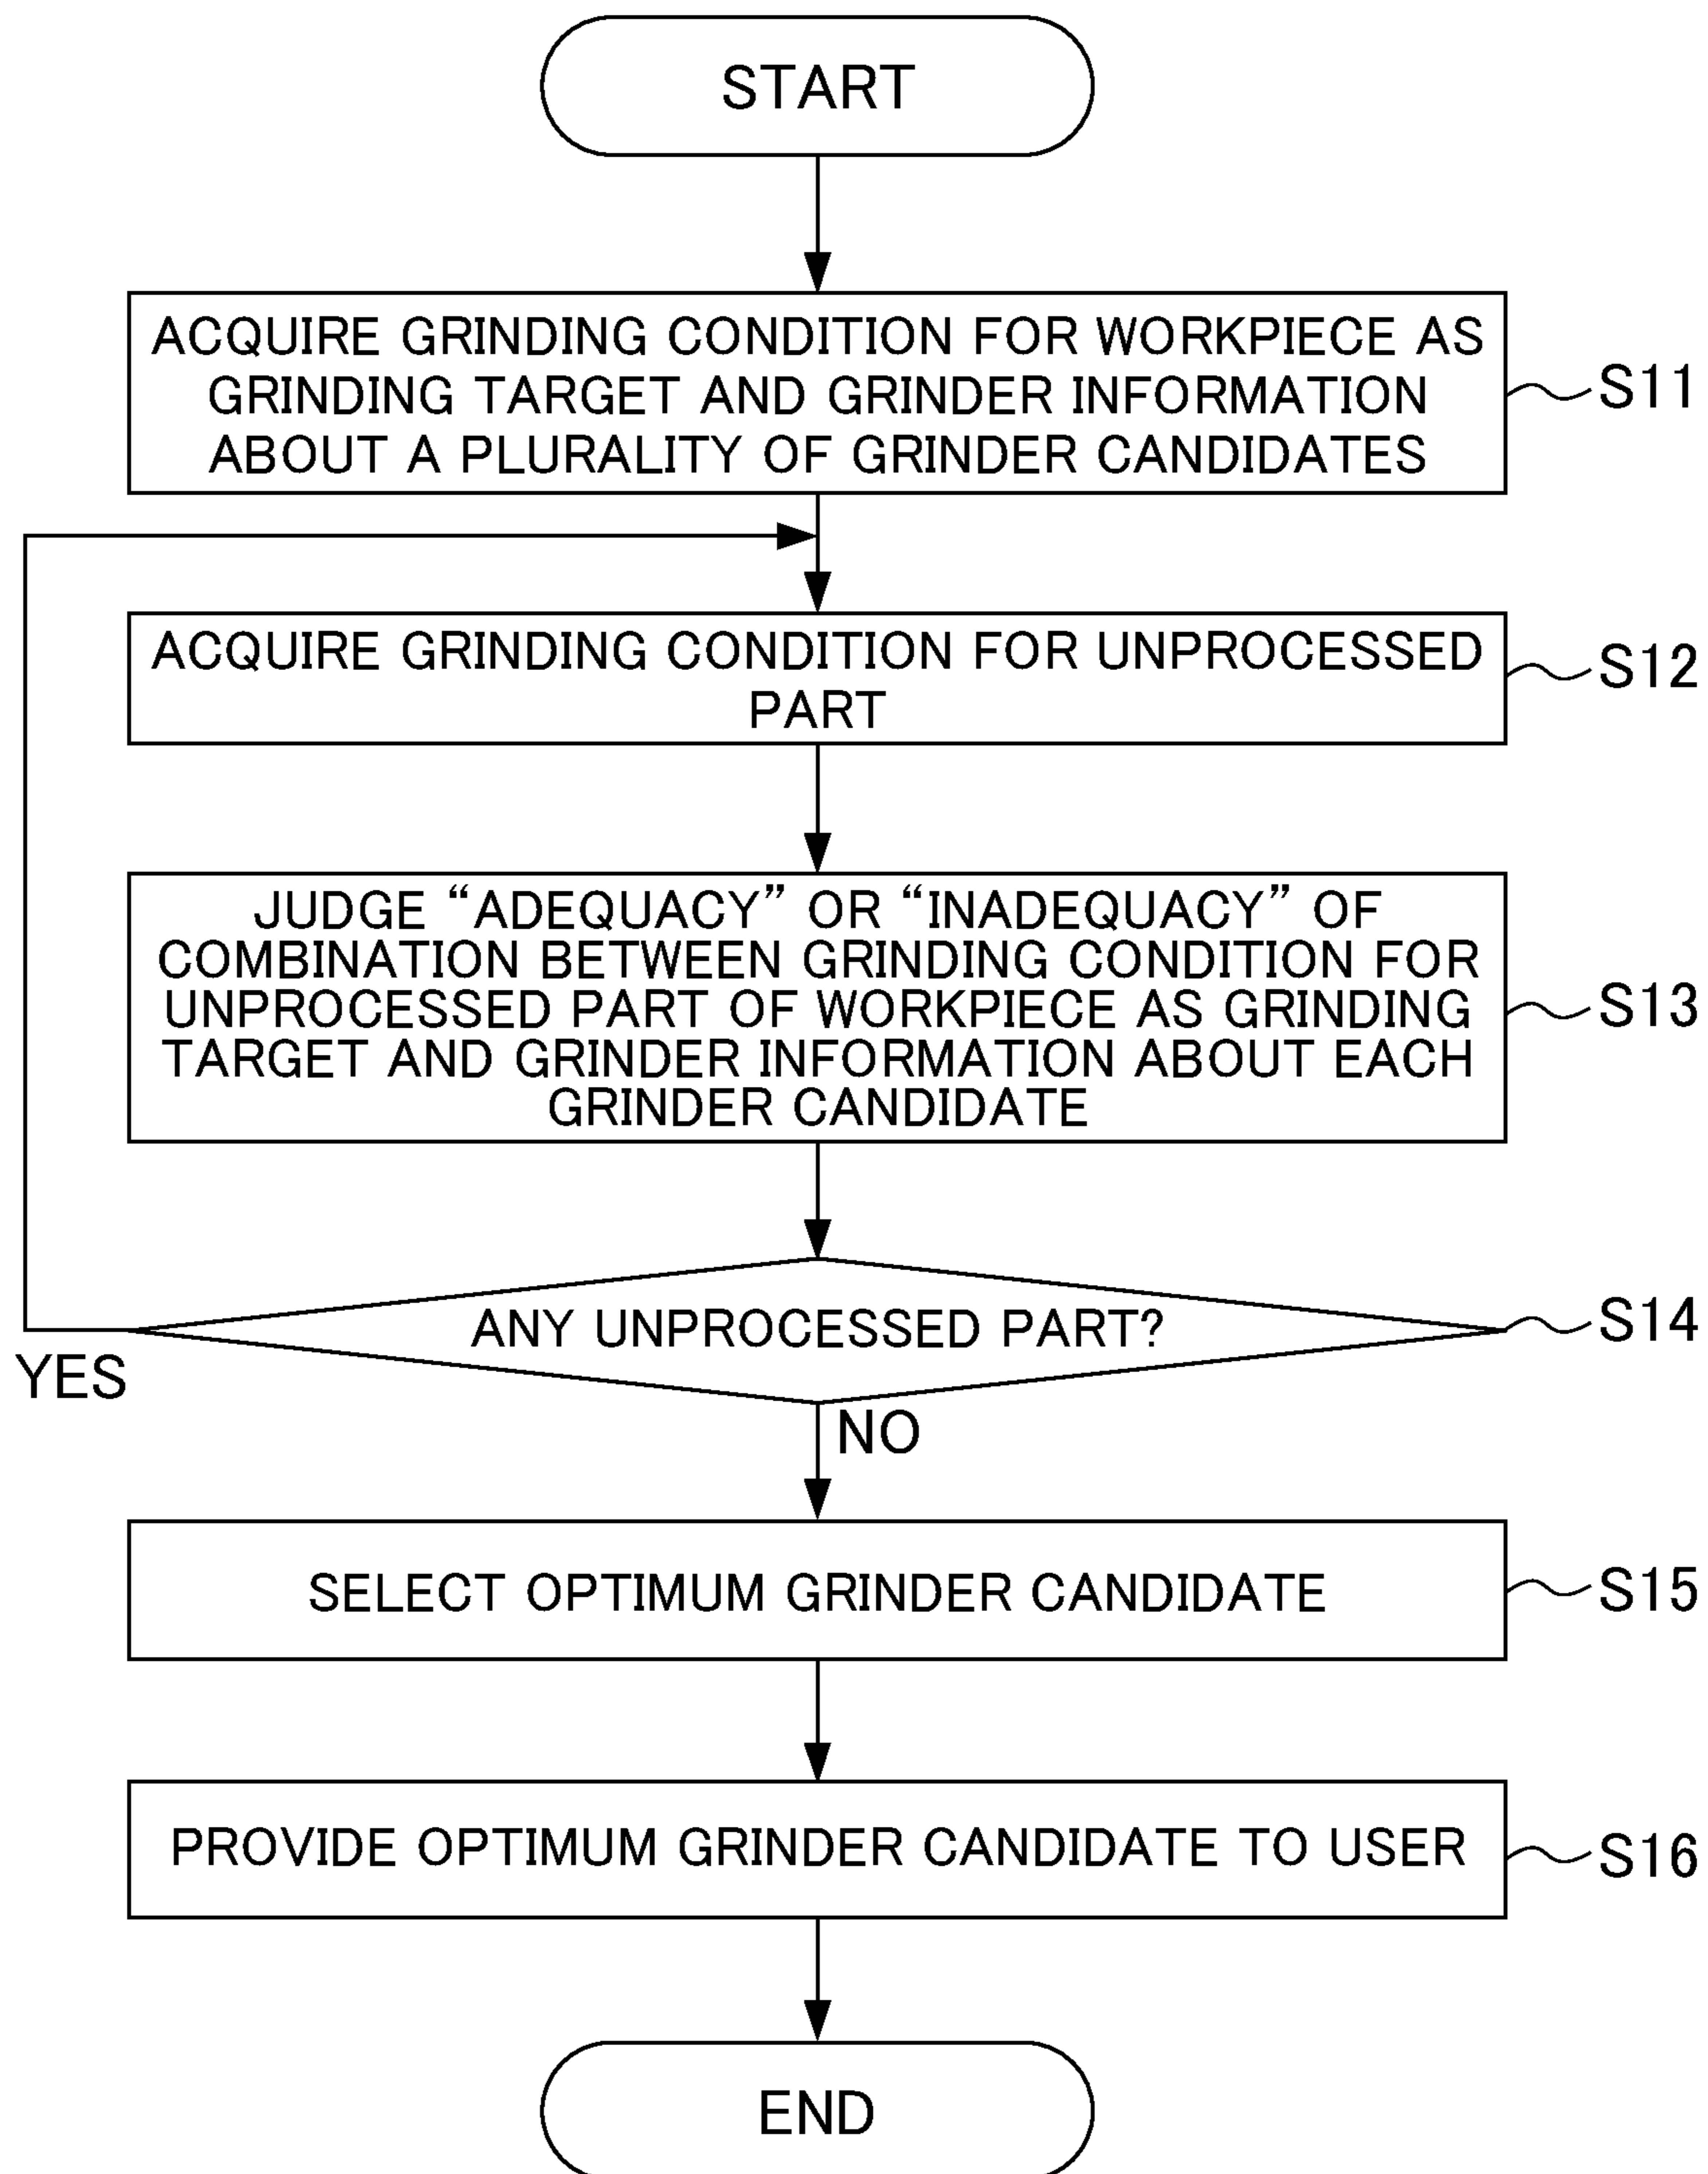 START
ACQUIRE GRINDING CONDITION FOR WORKPIECE AS
GRINDING TARGET AND GRINDER INFORMATION
ABOUT A PLURALITY OF GRINDER CANDIDATES
S11
ACQUIRE GRINDING CONDITION FOR UNPROCESSED
PART
S12
JUDGE “ADEQUACY” OR “INADEQUACY” OF
COMBINATION BETWEEN GRINDING CONDITION FOR
UNPROCESSED PART OF WORKPIECE AS GRINDING
TARGET AND GRINDER INFORMATION ABOUT EACH
GRINDER CANDIDATE
S13
ANY UNPROCESSED PART?
S14
YES
NO
SELECT OPTIMUM GRINDER CANDIDATE
S15
PROVIDE OPTIMUM GRINDER CANDIDATE TO USER
S16
END